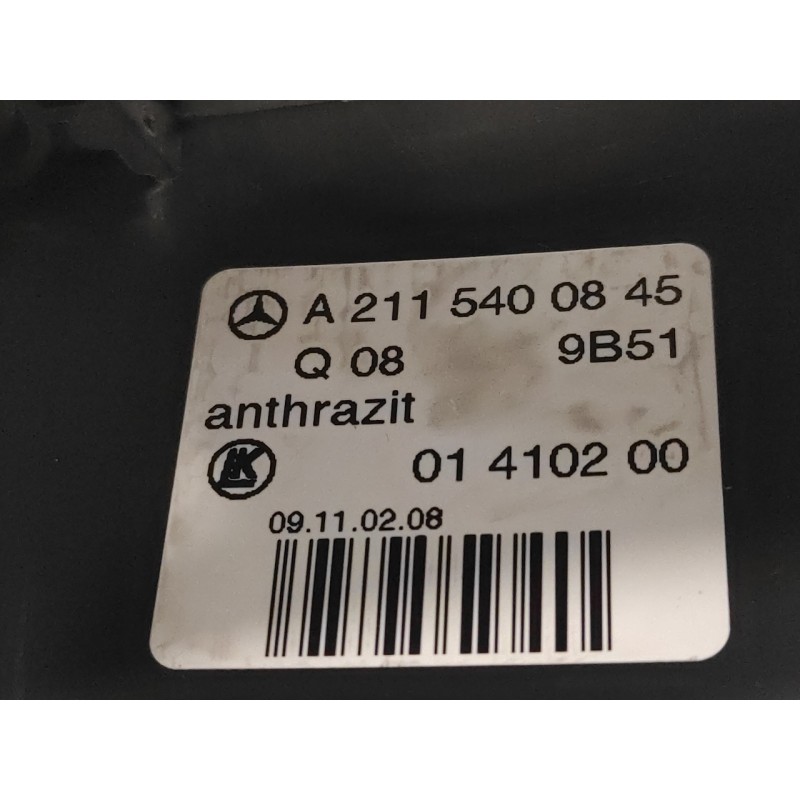 A 211 540 08 45
Q 08 9B51
anthrazit
01 4102 00
09.11.02.08